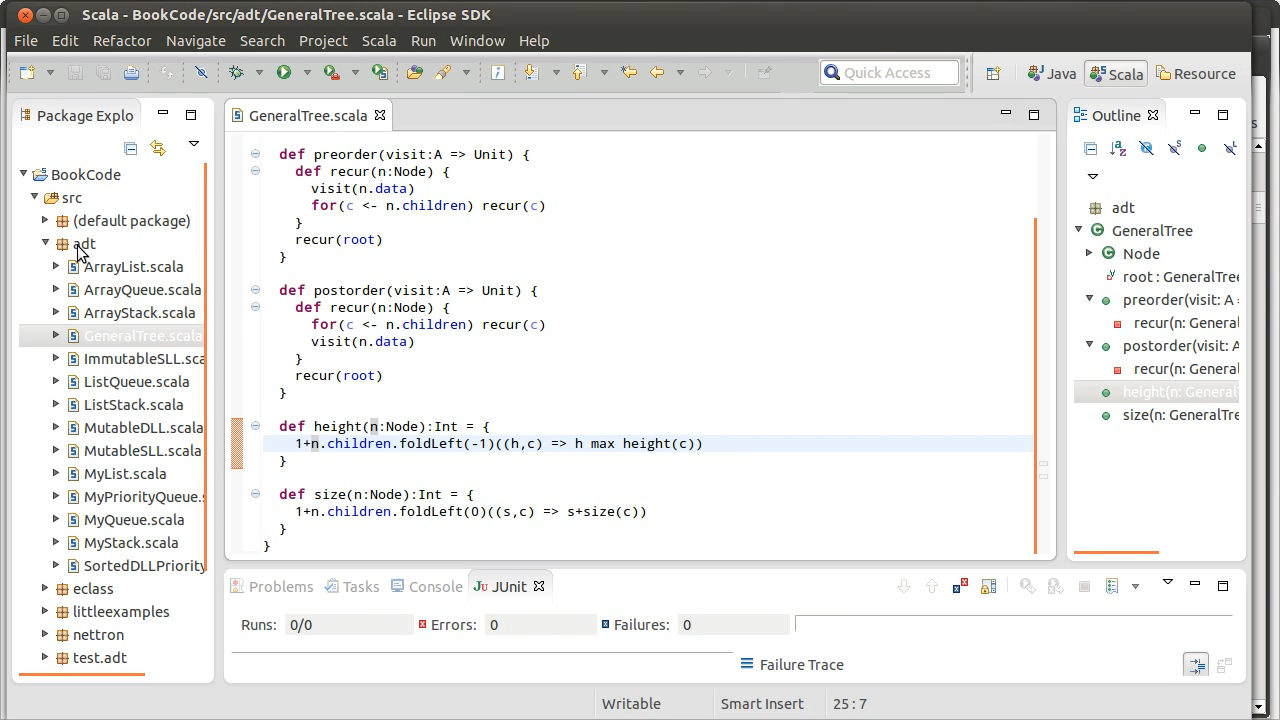 Scala - BookCode/src/adt/GeneralTree.scala - Eclipse SDK
File Edit Refactor Navigate Search Project Scala Run Window Help
Quick Access Java Scala Resource
Package Explo
BookCode
src
(default package)
adt
ArrayList.scala
ArrayQueue.scala
ArrayStack.scala
GeneralTree.scala
ImmutableSLL.sca
ListQueue.scala
ListStack.scala
MutableDLL.scala
MutableSLL.scala
MyList.scala
MyPriorityQueue.s
MyQueue.scala
MyStack.scala
SortedDLLPriority
eclass
littleexamples
nettron
test.adt
GeneralTree.scala
def preorder(visit:A => Unit) {
def recur(n:Node) {
visit(n.data)
for(c <- n.children) recur(c)
}
recur(root)
}
def postorder(visit:A => Unit) {
def recur(n:Node) {
for(c <- n.children) recur(c)
visit(n.data)
}
recur(root)
}
def height(n:Node):Int = {
1+n.children.foldLeft(-1)((h,c) => h max height(c))
}
def size(n:Node):Int = {
1+n.children.foldLeft(0)((s,c) => s+size(c))
}
}
Outline
adt
GeneralTree
Node
root : GeneralTree
preorder(visit: A =
recur(n: General
postorder(visit: A
recur(n: General
height(n: General
size(n: GeneralTre
Problems Tasks Console JUnit
Runs: 0/0 Errors: 0 Failures: 0
Failure Trace
Writable Smart Insert 25 : 7